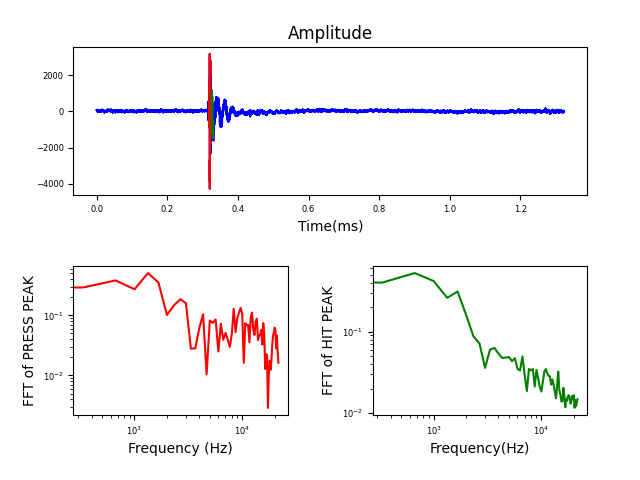 Amplitude
2000
0
−2000
−4000
0.0 0.2 0.4 0.6 0.8 1.0 1.2
Time(ms)
FFT of PRESS PEAK
10⁻¹
10⁻²
10³ 10⁴
Frequency (Hz)
FFT of HIT PEAK
10⁻¹
10⁻²
10³ 10⁴
Frequency(Hz)